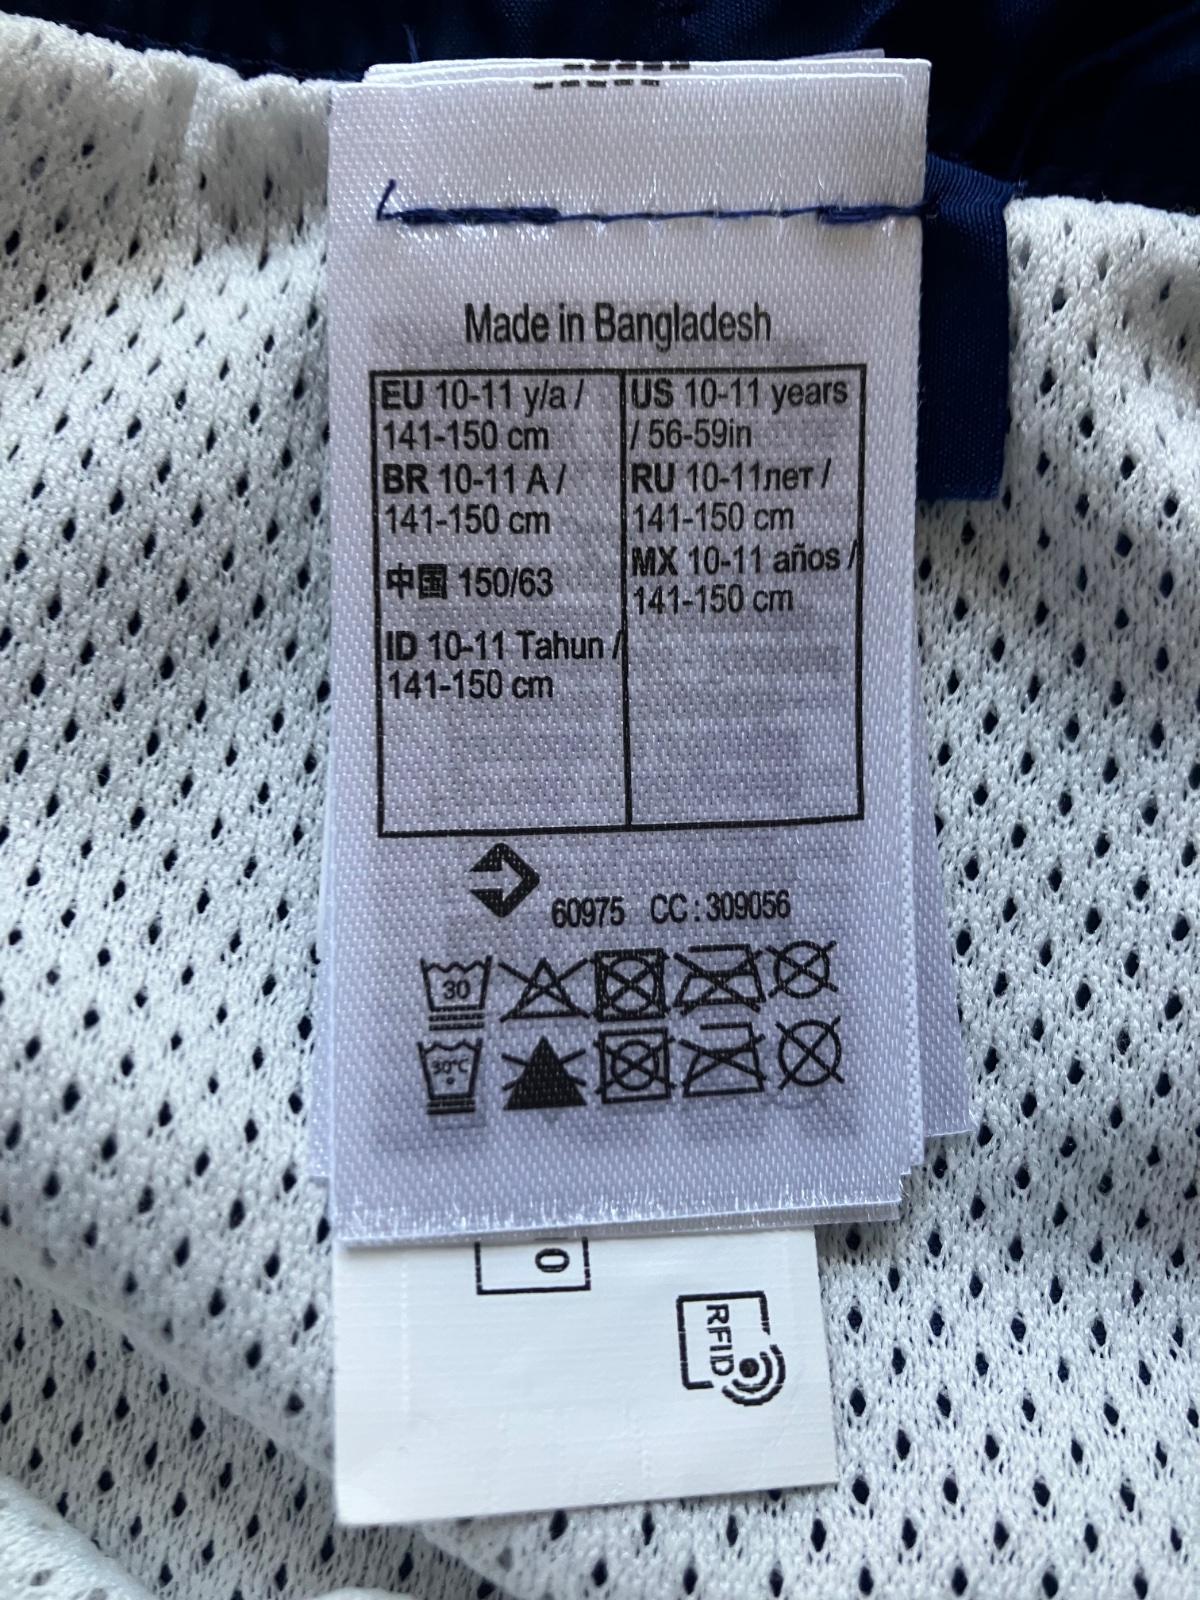 Made in Bangladesh
EU 10-11 y/a /
141-150 cm
BR 10-11 A /
141-150 cm
中国 150/63
ID 10-11 Tahun /
141-150 cm
US 10-11 years
/ 56-59in
RU 10-11лет /
141-150 cm
MX 10-11 años /
141-150 cm
60975 CC : 309056
30
30°C
0
RFID